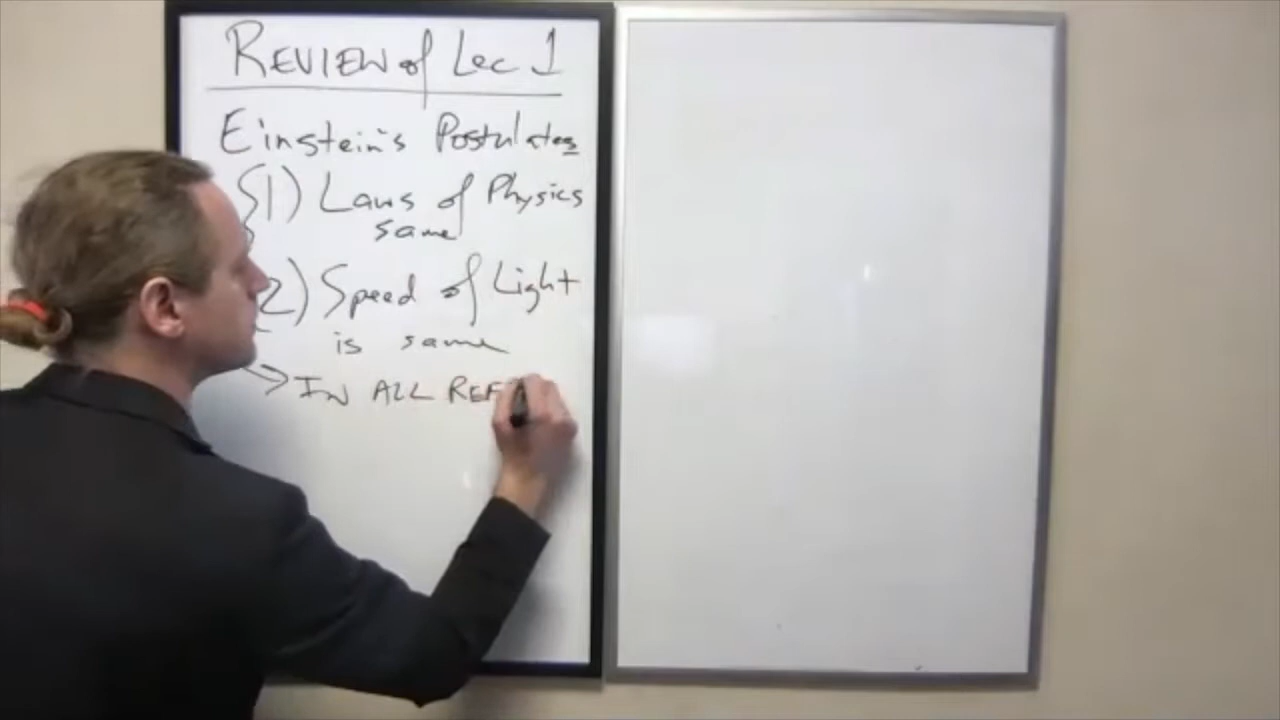 REVIEW of Lec 1
Einstein's Postulates
1) Laws of Physics
same
2) Speed of Light
is same
→ IN ALL REF